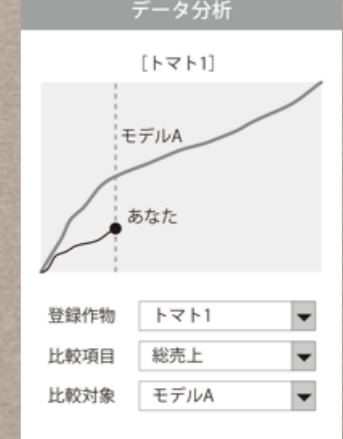 データ分析
［トマト1］
モデルA
あなた
登録作物 トマト1
比較項目 総売上
比較対象 モデルA